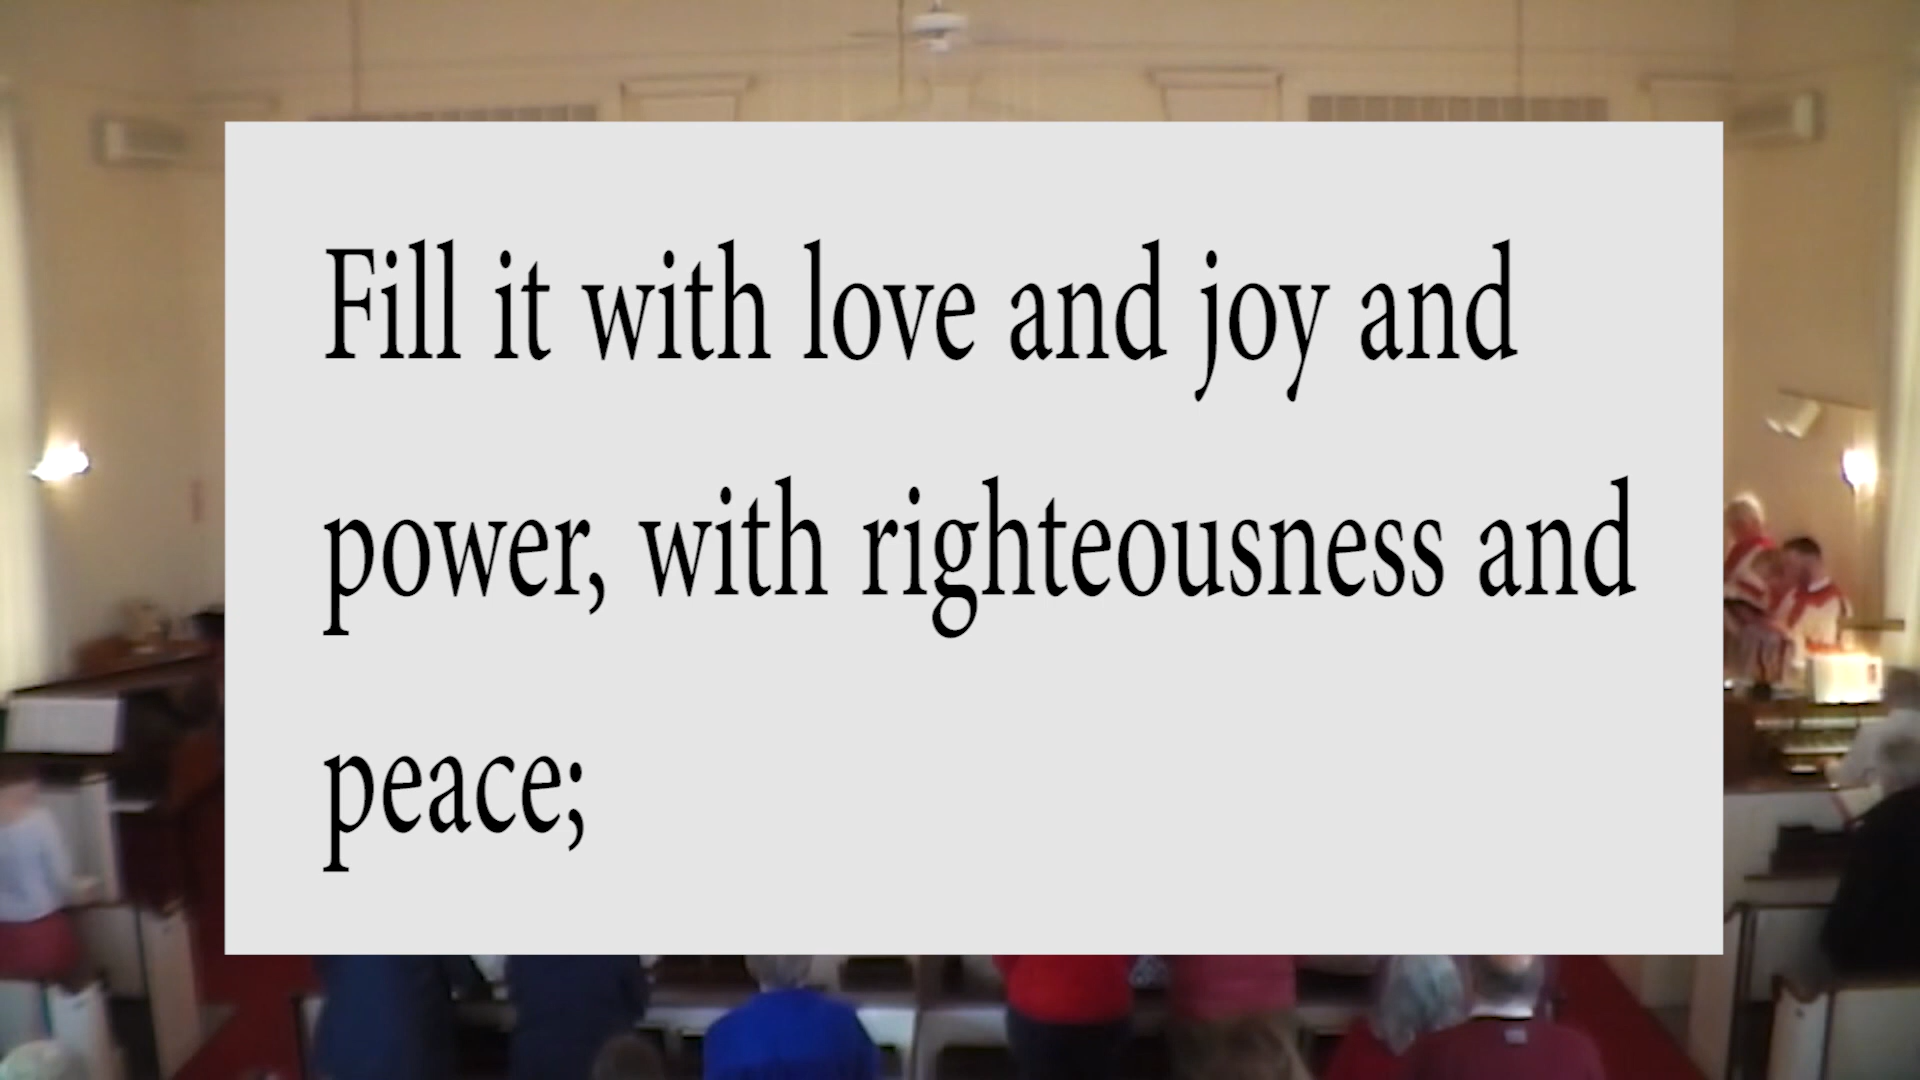 Fill it with love and joy and
power, with righteousness and
peace;